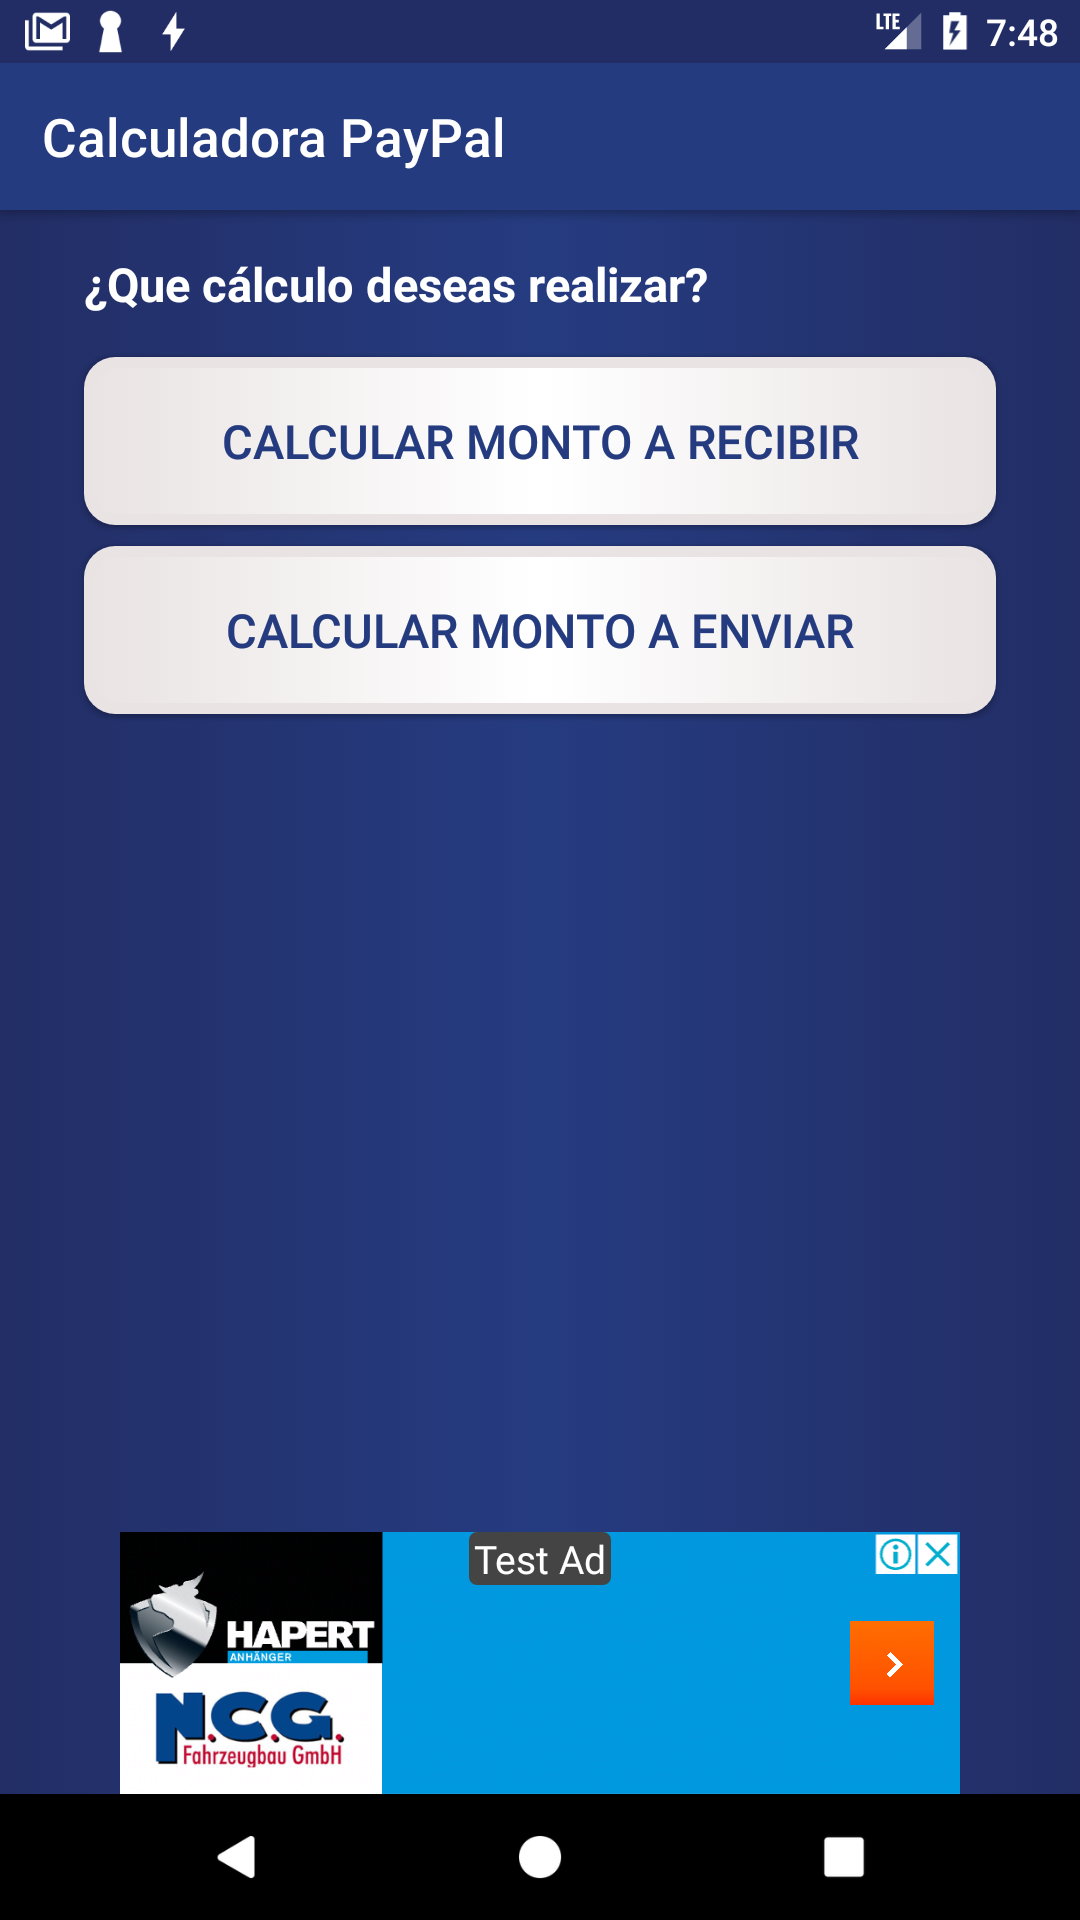 LTE 7:48
Calculadora PayPal
¿Que cálculo deseas realizar?
CALCULAR MONTO A RECIBIR
CALCULAR MONTO A ENVIAR
Test Ad
HAPERT
ANHÄNGER
N.C.G.
Fahrzeugbau GmbH